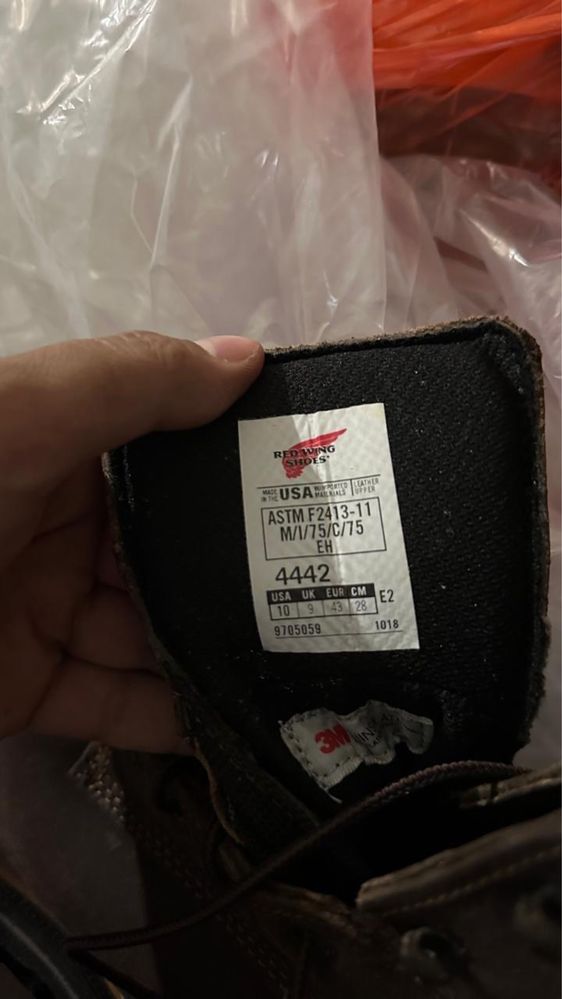 RED WING
SHOES®
MADE IN THE USA W/IMPORTED MATERIALS LEATHER UPPER
ASTM F2413-11
M/I/75/C/75
EH
4442
USA UK EUR CM
10 9 43 28 E2
9705059 1018
3M